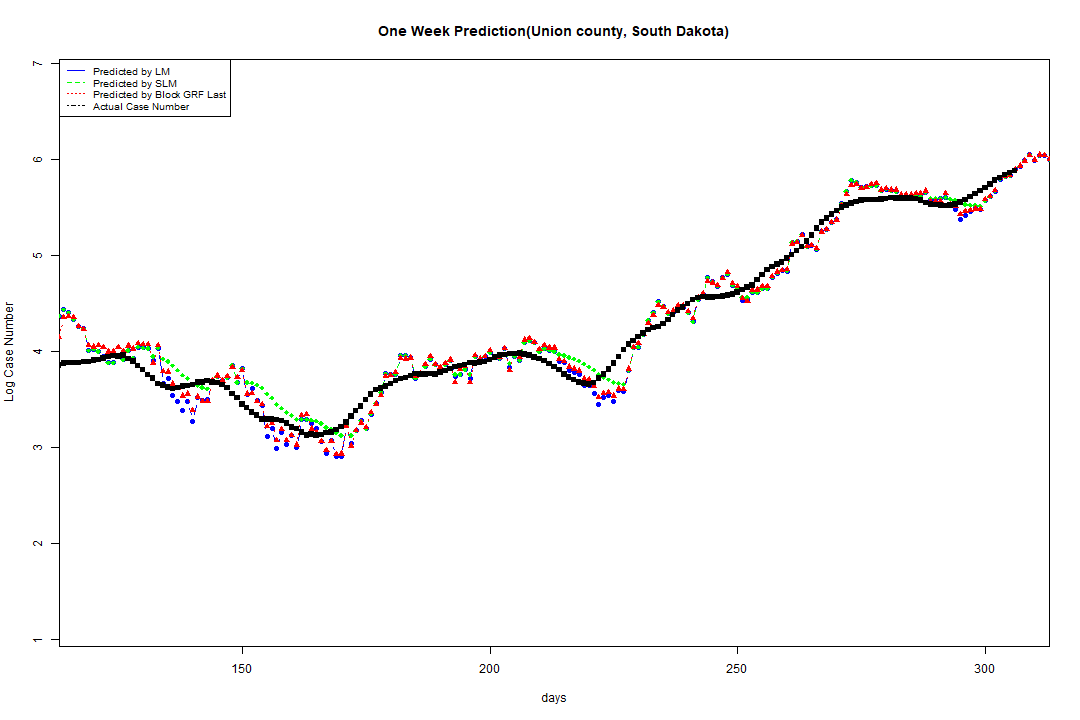 One Week Prediction(Union county, South Dakota)
Predicted by LM
Predicted by SLM
Predicted by Block GRF Last
Actual Case Number
7
6
5
4
3
2
1
Log Case Number
150 200 250 300
days